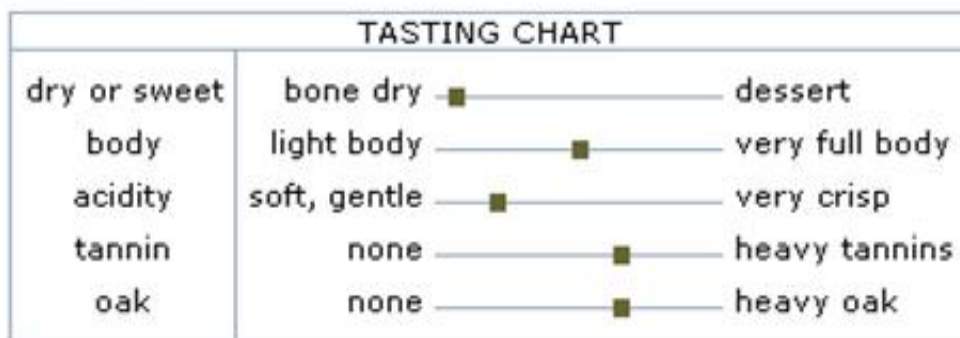 TASTING CHART
dry or sweet bone dry dessert
body light body very full body
acidity soft, gentle very crisp
tannin none heavy tannins
oak none heavy oak